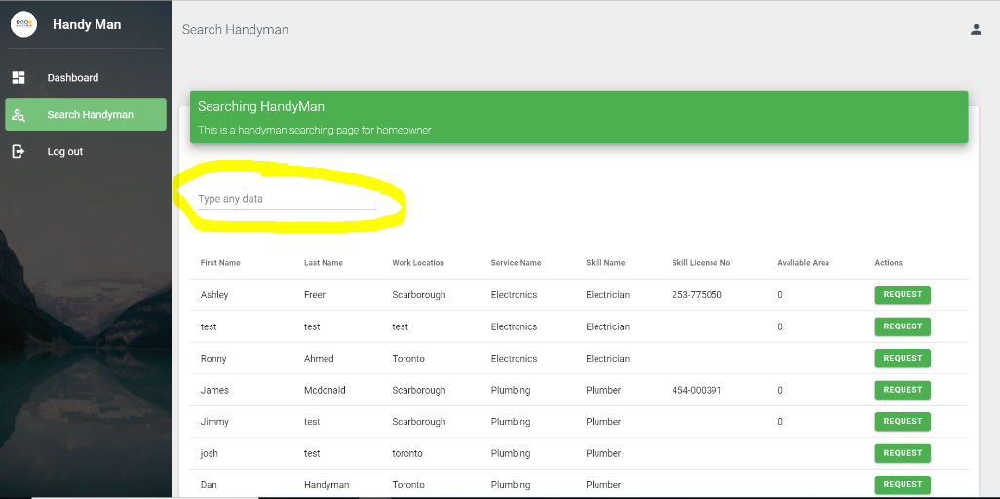 Handy Man
Search Handyman
Dashboard
Search Handyman
Log out
Searching HandyMan
This is a handyman searching page for homeowner
Type any data
First Name Last Name Work Location Service Name Skill Name Skill License No Avaliable Area Actions
Ashley Freer Scarborough Electronics Electrician 253-775050 0 REQUEST
test test test Electronics Electrician 0 REQUEST
Ronny Ahmed Toronto Electronics Electrician REQUEST
James Mcdonald Scarborough Plumbing Plumber 454-000391 0 REQUEST
Jimmy test Scarborough Plumbing Plumber 0 REQUEST
josh test toronto Plumbing Plumber REQUEST
Dan Handyman Toronto Plumbing Plumber REQUEST